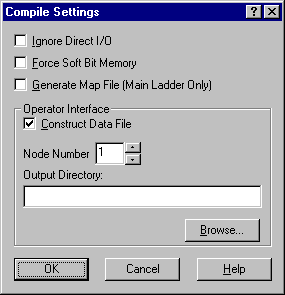 Compile Settings
Ignore Direct I/O
Force Soft Bit Memory
Generate Map File (Main Ladder Only)
Operator Interface
Construct Data File
Node Number 1
Output Directory:
Browse...
OK Cancel Help